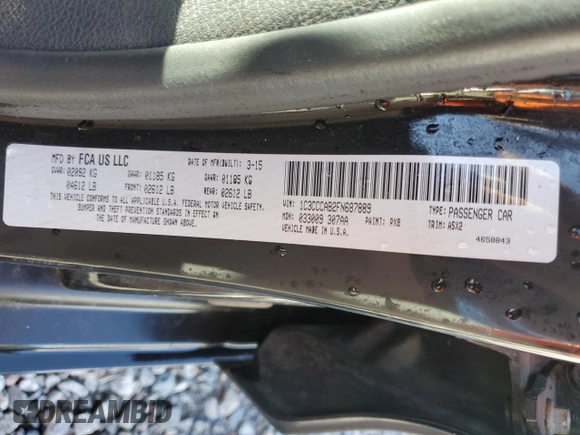 MFD BY FCA US LLC DATE OF MFR(BUILT): 3-15
GVWR: 02092 KG GAWR: 01185 KG GAWR: 01185 KG
04612 LB FRONT: 02612 LB REAR: 02612 LB
THIS VEHICLE CONFORMS TO ALL APPLICABLE U.S.A. FEDERAL MOTOR VEHICLE SAFETY,
BUMPER AND THEFT PREVENTION STANDARDS IN EFFECT ON
THE DATE OF MANUFACTURE SHOWN ABOVE.
VIN: 1C3CCCAB2FN687889 TYPE: PASSENGER CAR
MDH: 033009 307AA PAINT: PX8 TRIM: A5X2
VEHICLE MADE IN U.S.A. 4658843
DREAMBID